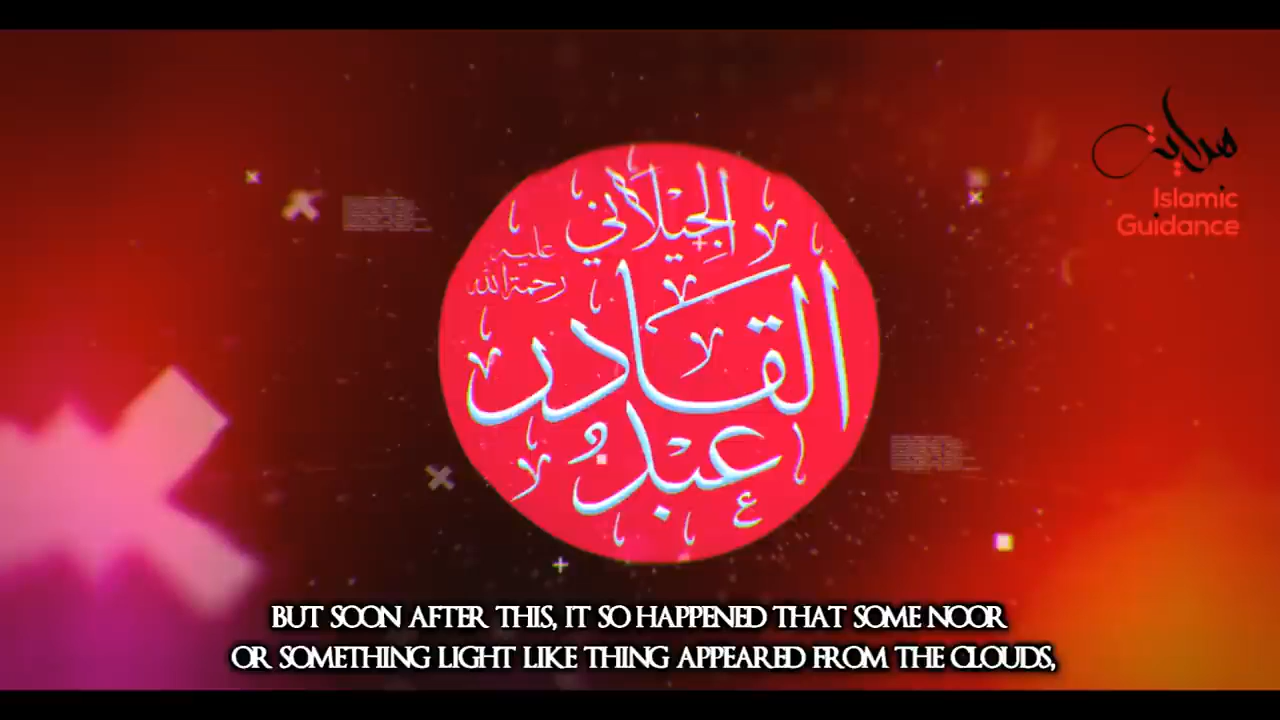 هداية
Islamic
Guidance
الجيلاني
عليه
رحمة الله
القادر
عبد
BUT SOON AFTER THIS, IT SO HAPPENED THAT SOME NOOR
OR SOMETHING LIGHT LIKE THING APPEARED FROM THE CLOUDS,